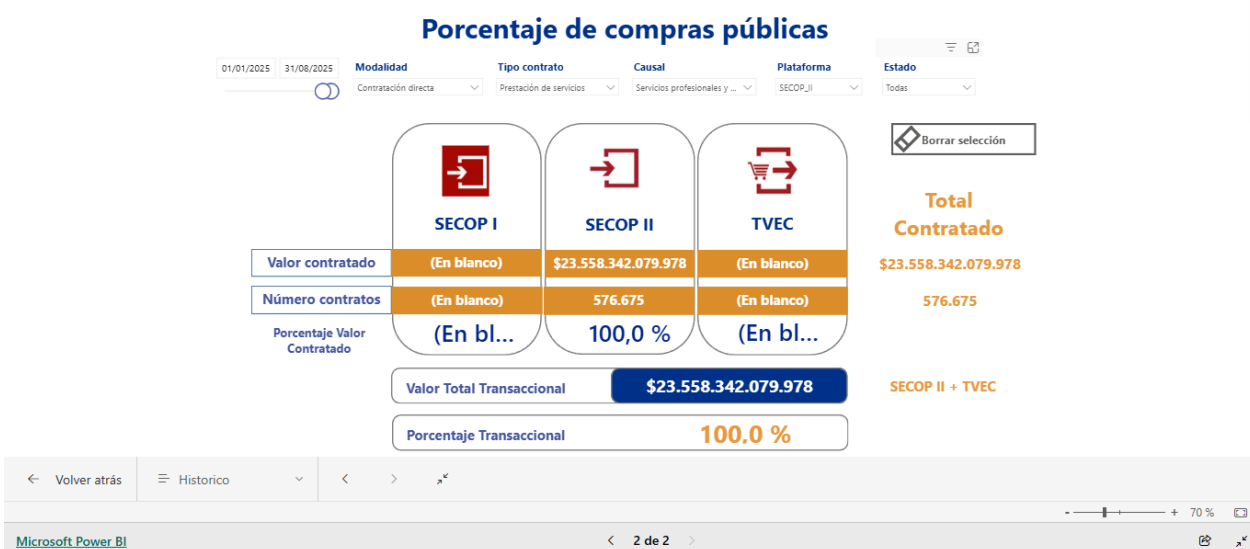 Porcentaje de compras públicas
01/01/2025 31/08/2025
Modalidad
Contratación directa
Tipo contrato
Prestación de servicios
Causal
Servicios profesionales y ...
Plataforma
SECOP_II
Estado
Todas
Borrar selección
SECOP I
SECOP II
TVEC
Total
Contratado
Valor contratado (En blanco) $23.558.342.079.978 (En blanco) $23.558.342.079.978
Número contratos (En blanco) 576.675 (En blanco) 576.675
Porcentaje Valor
Contratado
(En bl... 100,0 % (En bl...
Valor Total Transaccional $23.558.342.079.978 SECOP II + TVEC
Porcentaje Transaccional 100,0 %
Volver atrás Historico
- + 70 %
Microsoft Power BI 2 de 2